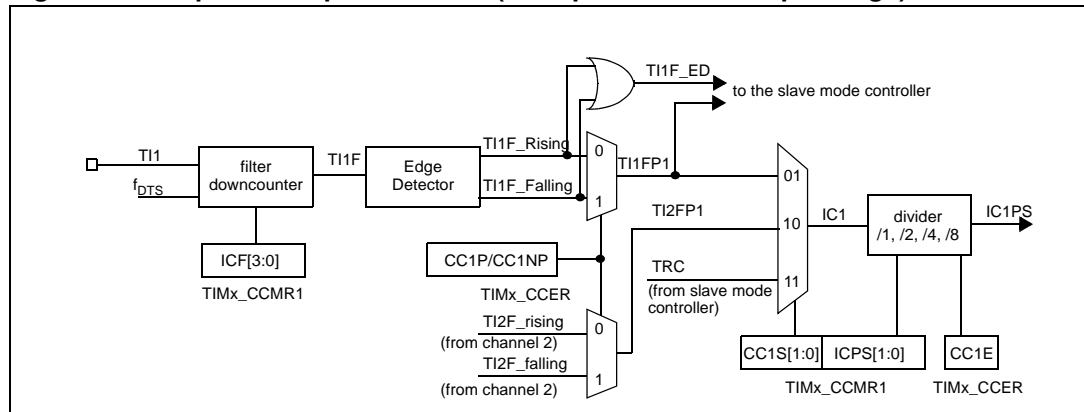 TI1F_ED
to the slave mode controller
TI1
fDTS
filter
downcounter
TI1F
Edge
Detector
TI1F_Rising
TI1F_Falling
0
1
TI1FP1
01
TI2FP1
10
IC1
divider
/1, /2, /4, /8
IC1PS
ICF[3:0]
TIMx_CCMR1
CC1P/CC1NP
TIMx_CCER
TRC
(from slave mode
controller)
11
TI2F_rising
(from channel 2)
0
TI2F_falling
(from channel 2)
1
CC1S[1:0]
ICPS[1:0]
CC1E
TIMx_CCMR1
TIMx_CCER